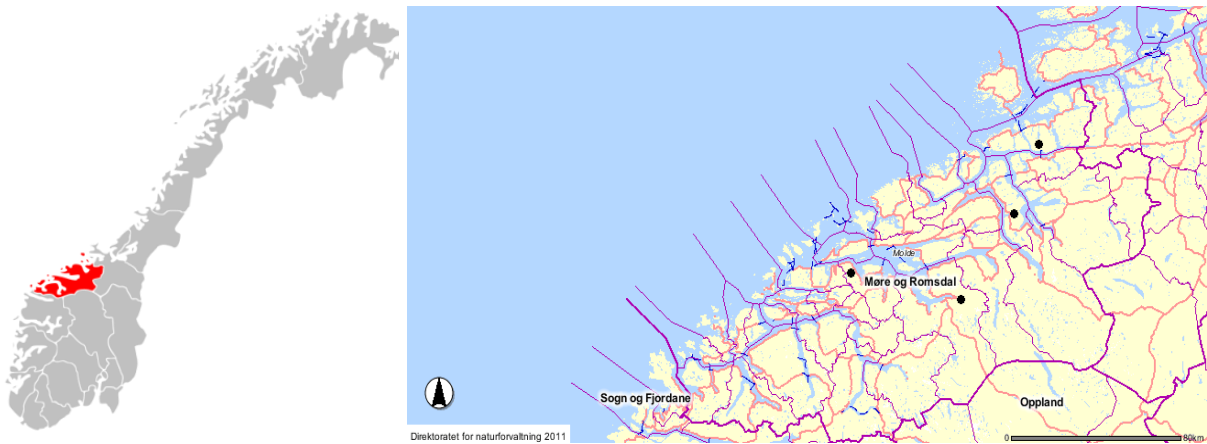 Molde
Møre og Romsdal
Sogn og Fjordane
Oppland
Direktoratet for naturforvaltning 2011
0 80km